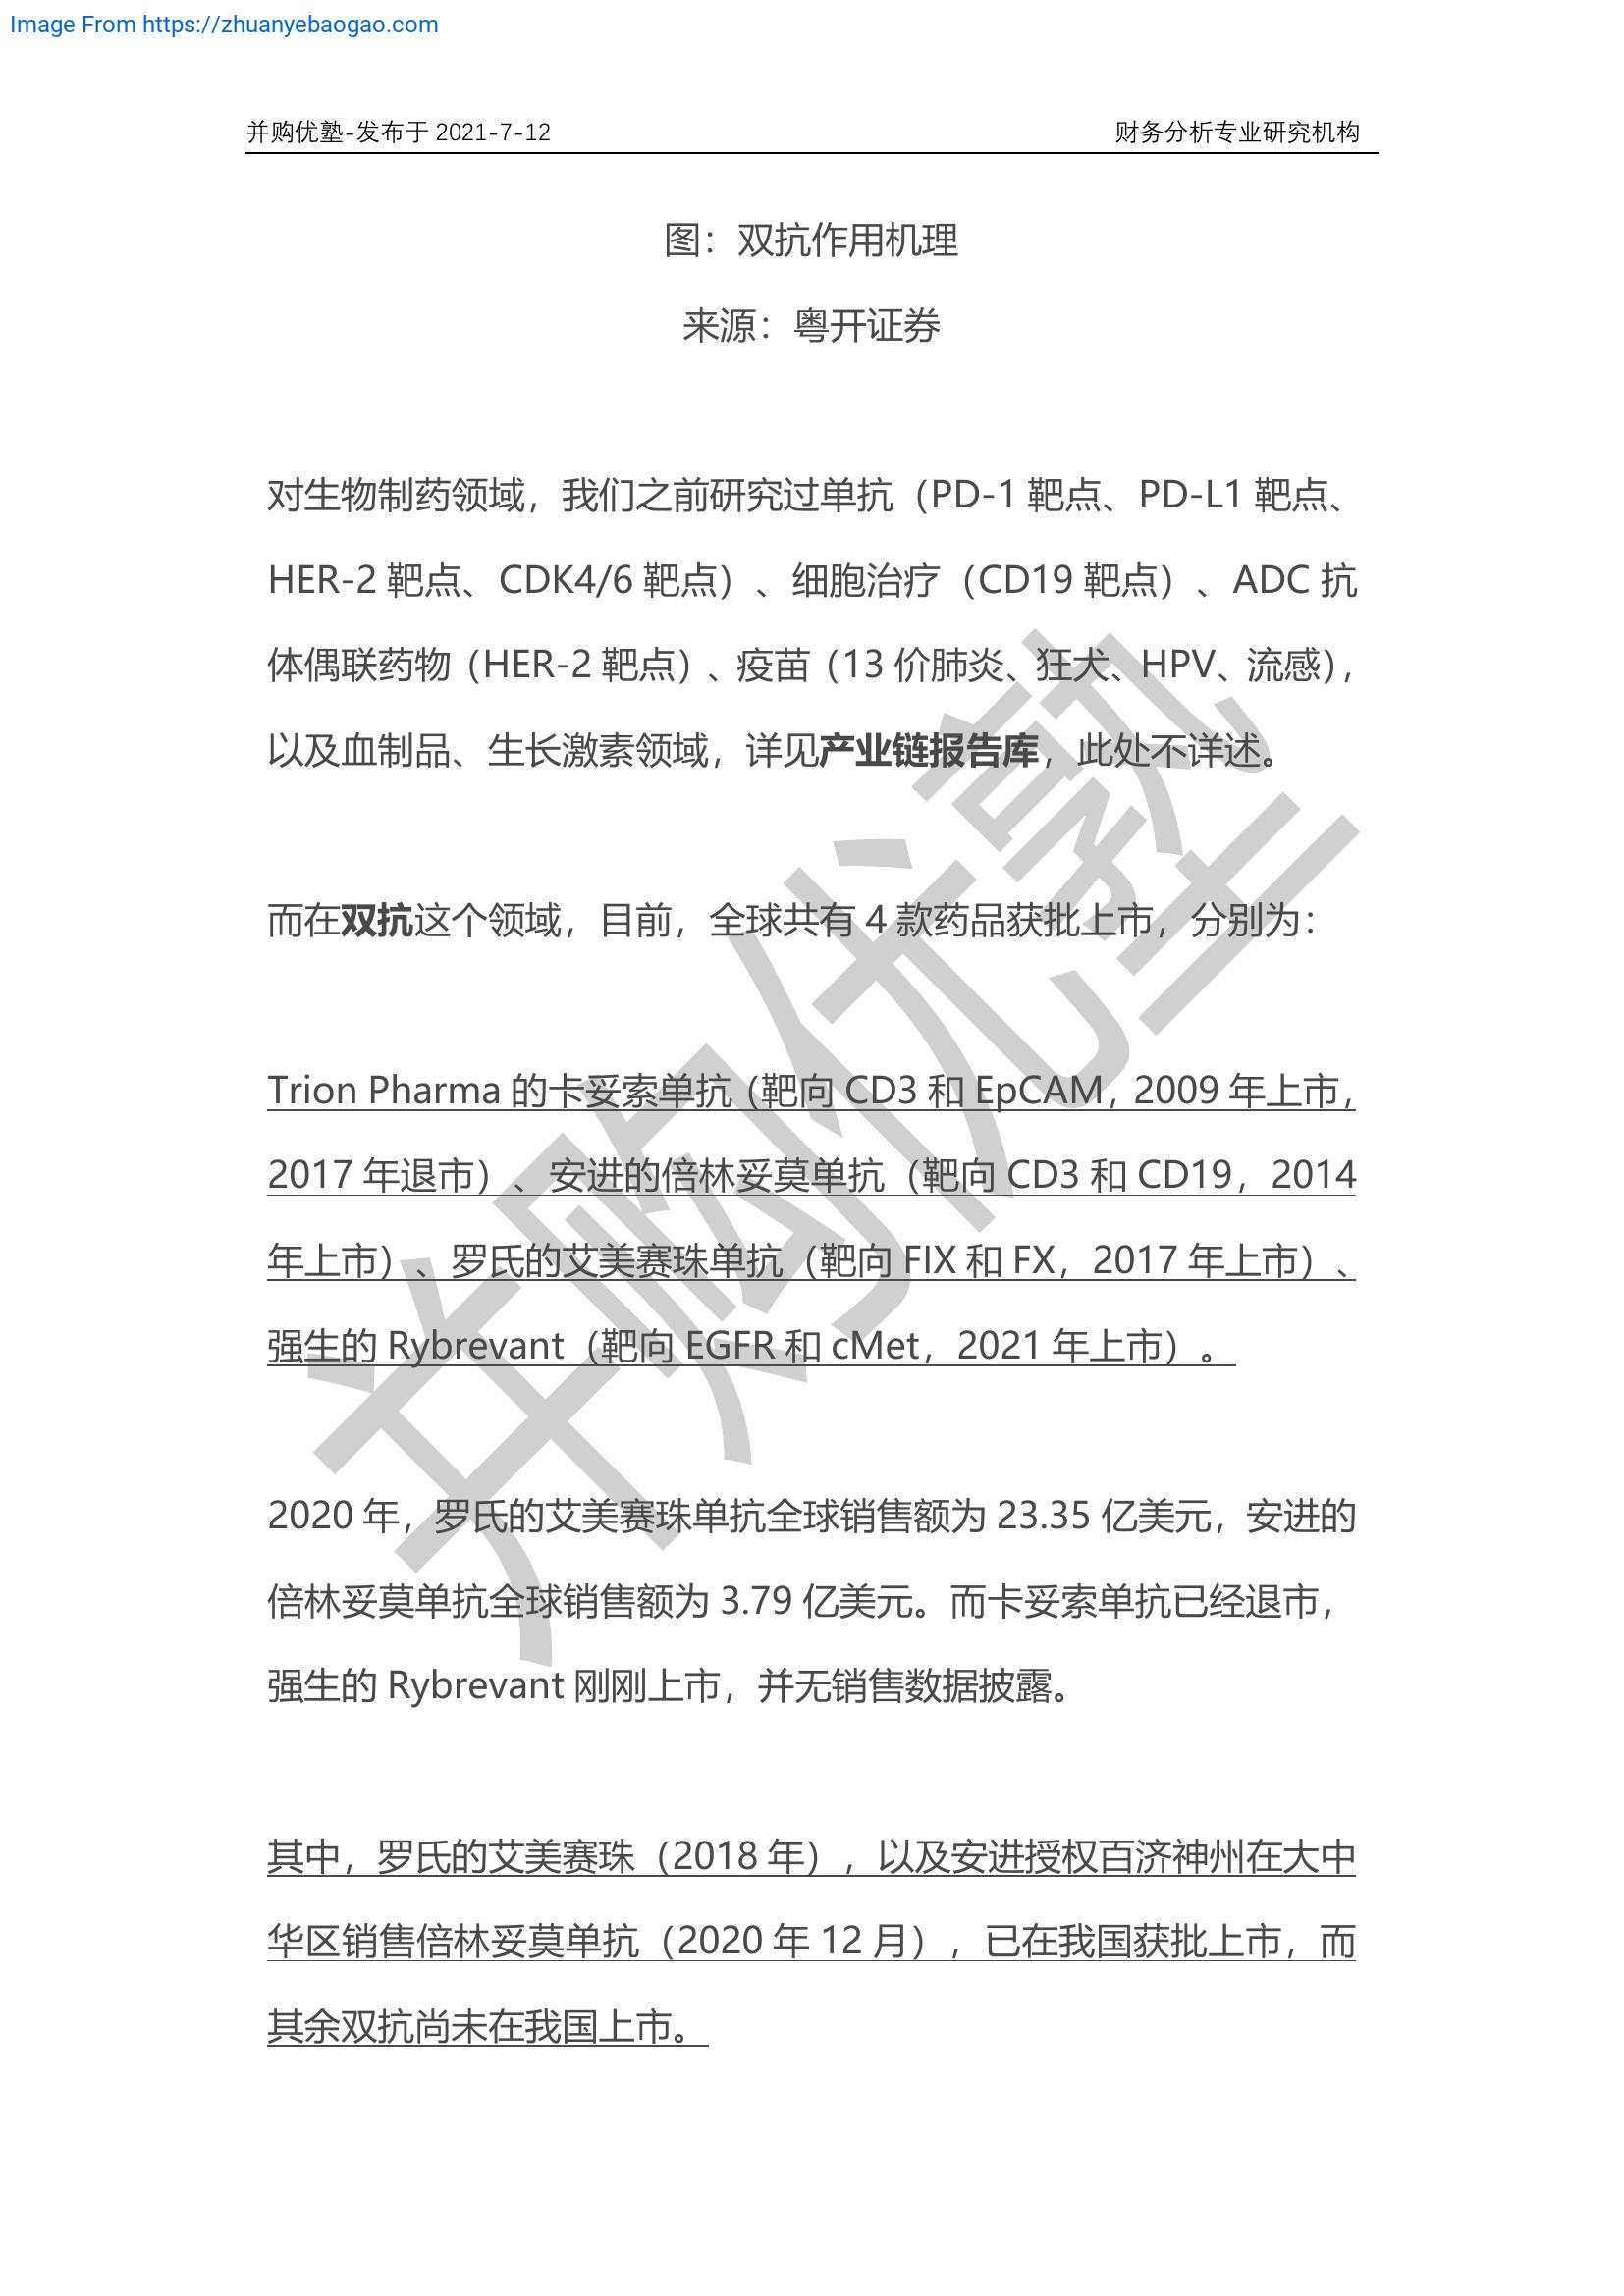 Image From https://zhuanyebaogao.com
并购优塾-发布于 2021-7-12 财务分析专业研究机构
图：双抗作用机理
来源：粤开证券
对生物制药领域，我们之前研究过单抗（PD-1 靶点、PD-L1 靶点、
HER-2 靶点、CDK4/6 靶点）、细胞治疗（CD19 靶点）、ADC 抗
体偶联药物（HER-2 靶点）、疫苗（13 价肺炎、狂犬、HPV、流感），
以及血制品、生长激素领域，详见产业链报告库，此处不详述。
而在双抗这个领域，目前，全球共有 4 款药品获批上市，分别为：
Trion Pharma 的卡妥索单抗（靶向 CD3 和 EpCAM，2009 年上市，
2017 年退市）、安进的倍林妥莫单抗（靶向 CD3 和 CD19，2014
年上市）、罗氏的艾美赛珠单抗（靶向 FIX 和 FX，2017 年上市）、
强生的 Rybrevant（靶向 EGFR 和 cMet，2021 年上市）。
2020 年，罗氏的艾美赛珠单抗全球销售额为 23.35 亿美元，安进的
倍林妥莫单抗全球销售额为 3.79 亿美元。而卡妥索单抗已经退市，
强生的 Rybrevant 刚刚上市，并无销售数据披露。
其中，罗氏的艾美赛珠（2018 年），以及安进授权百济神州在大中
华区销售倍林妥莫单抗（2020 年 12 月），已在我国获批上市，而
其余双抗尚未在我国上市。
并购优塾